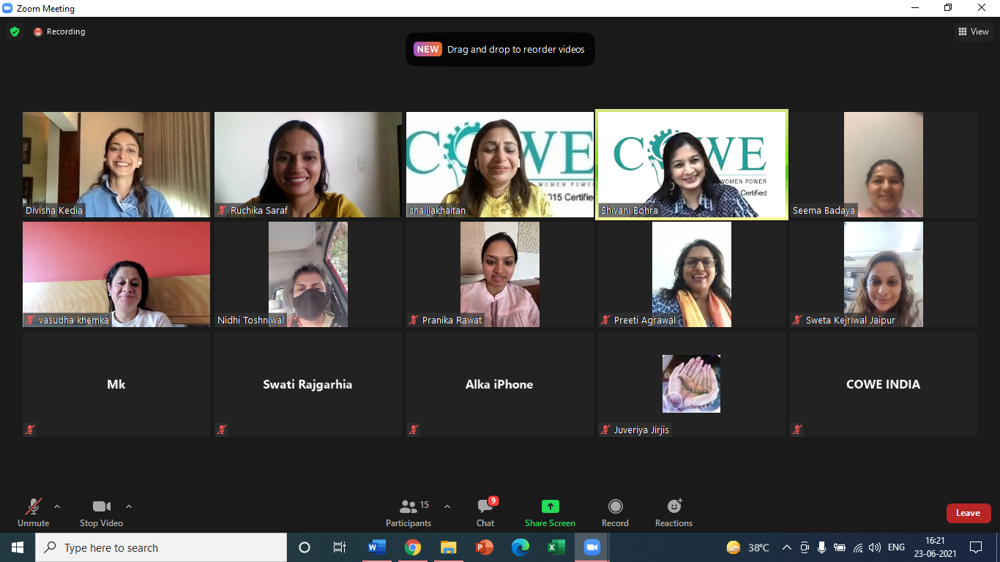 Zoom Meeting
Recording
NEW Drag and drop to reorder videos
View
Divisha Kedia
Ruchika Saraf
COWE
WOMEN POWER
015 Certified
shailjakhaitan
COWE
WOMEN POWER
Certified
Shivani Bohra
Seema Badaya
vasudha khemka
Nidhi Toshniwal
Pranika Rawat
Preeti Agrawal
Sweta Kejriwal Jaipur
Mk
Swati Rajgarhia
Alka iPhone
Juveriya Jirjis
COWE INDIA
Unmute
Stop Video
15
Participants
9
Chat
Share Screen
Record
Reactions
Leave
Type here to search
38°C
ENG
16:21
23-06-2021